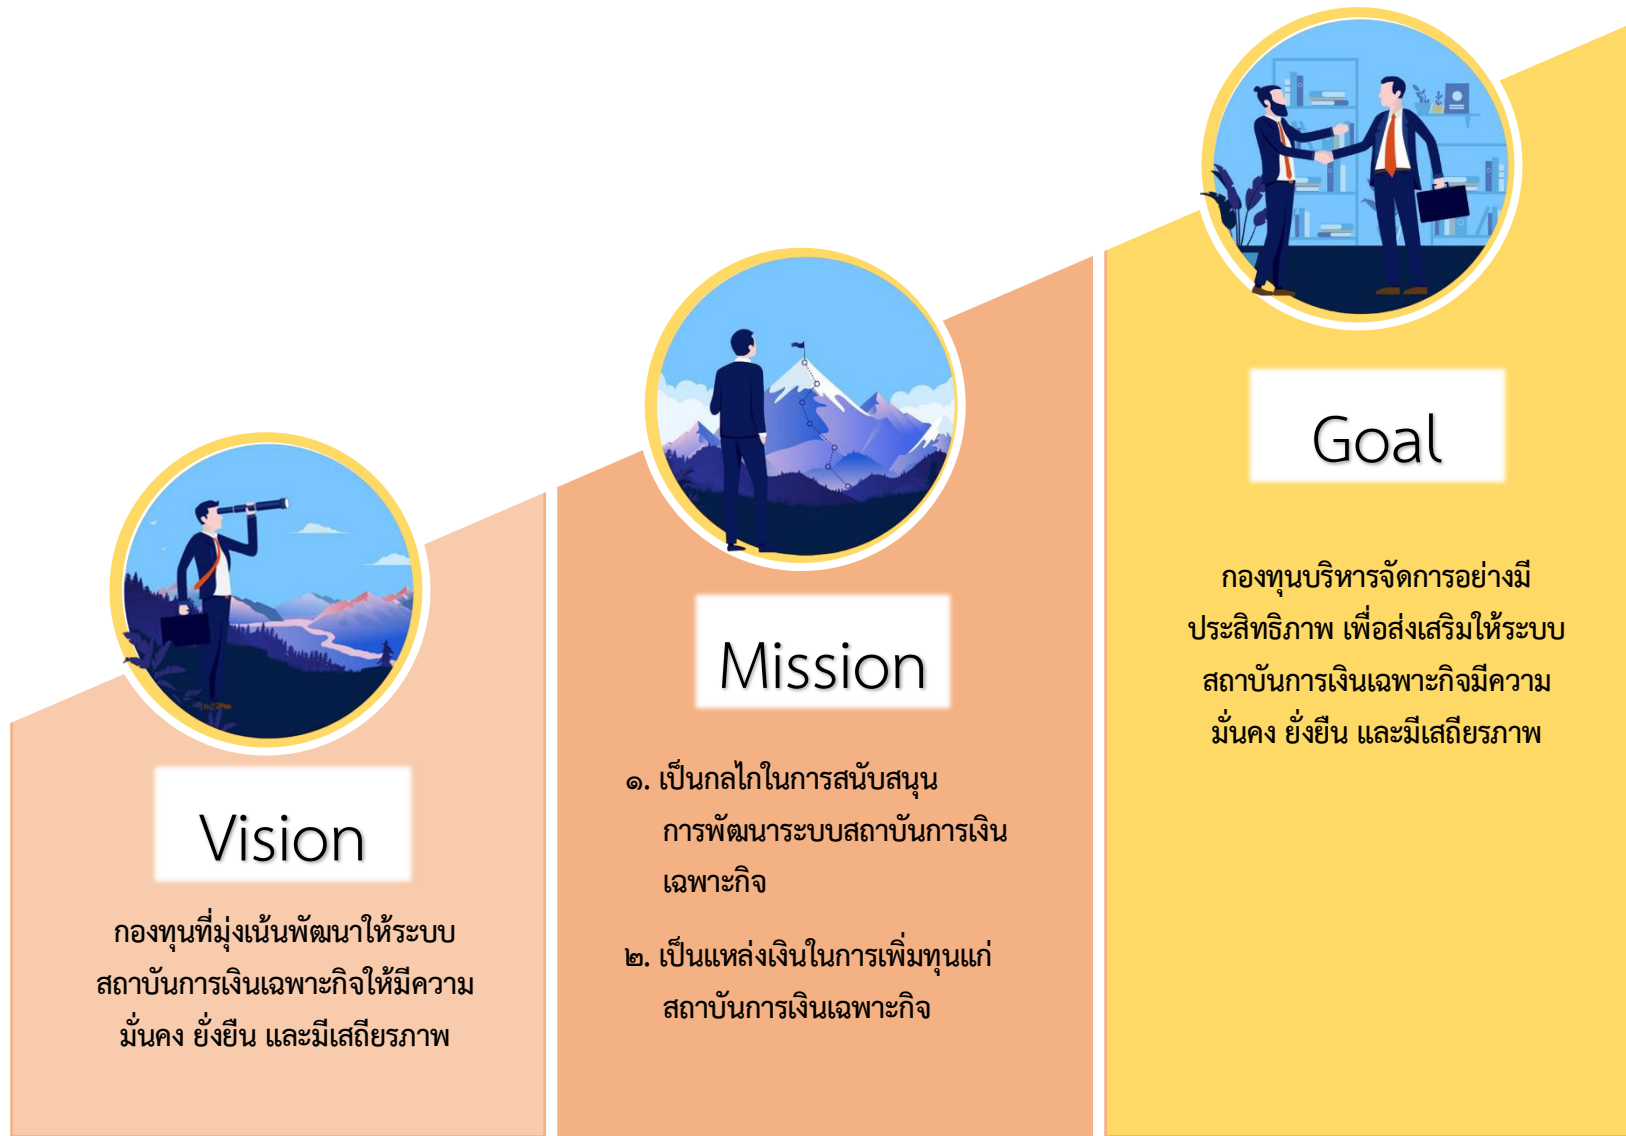 Vision
กองทุนที่มุ่งเน้นพัฒนาให้ระบบ
สถาบันการเงินเฉพาะกิจให้มีความ
มั่นคง ยั่งยืน และมีเสถียรภาพ
Mission
๑. เป็นกลไกในการสนับสนุน
การพัฒนาระบบสถาบันการเงิน
เฉพาะกิจ
๒. เป็นแหล่งเงินในการเพิ่มทุนแก่
สถาบันการเงินเฉพาะกิจ
Goal
กองทุนบริหารจัดการอย่างมี
ประสิทธิภาพ เพื่อส่งเสริมให้ระบบ
สถาบันการเงินเฉพาะกิจมีความ
มั่นคง ยั่งยืน และมีเสถียรภาพ